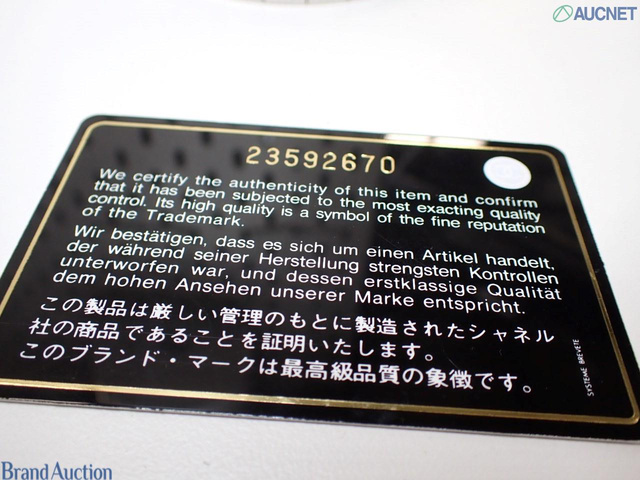 AUCNET
23592670
We certify the authenticity of this item and confirm
that it has been subjected to the most exacting quality
control. Its high quality is a symbol of the fine reputation
of the Trademark.
Wir bestätigen, dass es sich um einen Artikel handelt,
der während seiner Herstellung strengsten Kontrollen
unterworfen war, und dessen erstklassige Qualität
dem hohen Ansehen unserer Marke entspricht.
この製品は厳しい管理のもとに製造されたシャネル
社の商品であることを証明いたします。
このブランド・マークは最高級品質の象徴です。
SYSTEME BREVETE
Brand Auction